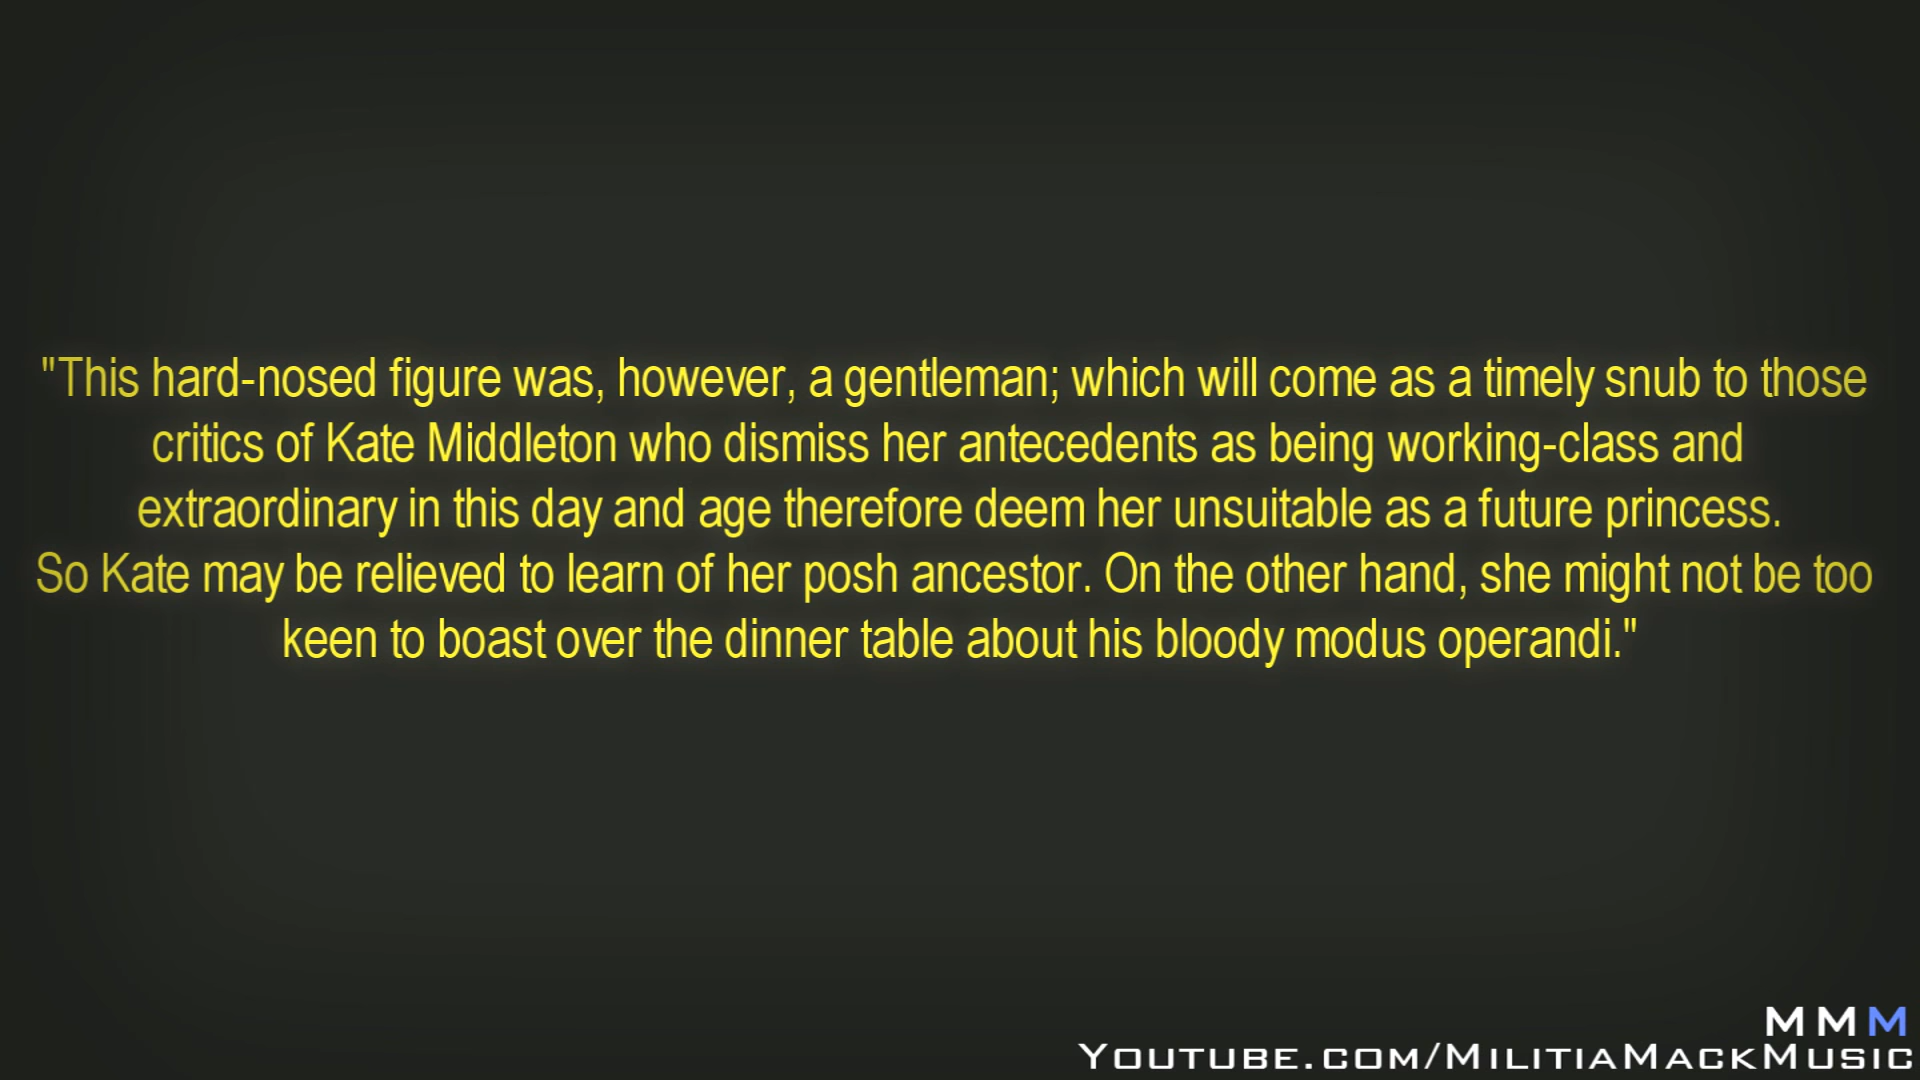 "This hard-nosed figure was, however, a gentleman; which will come as a timely snub to those
critics of Kate Middleton who dismiss her antecedents as being working-class and
extraordinary in this day and age therefore deem her unsuitable as a future princess.
So Kate may be relieved to learn of her posh ancestor. On the other hand, she might not be too
keen to boast over the dinner table about his bloody modus operandi."
MMM
Youtube.com/MilitiaMackMusic